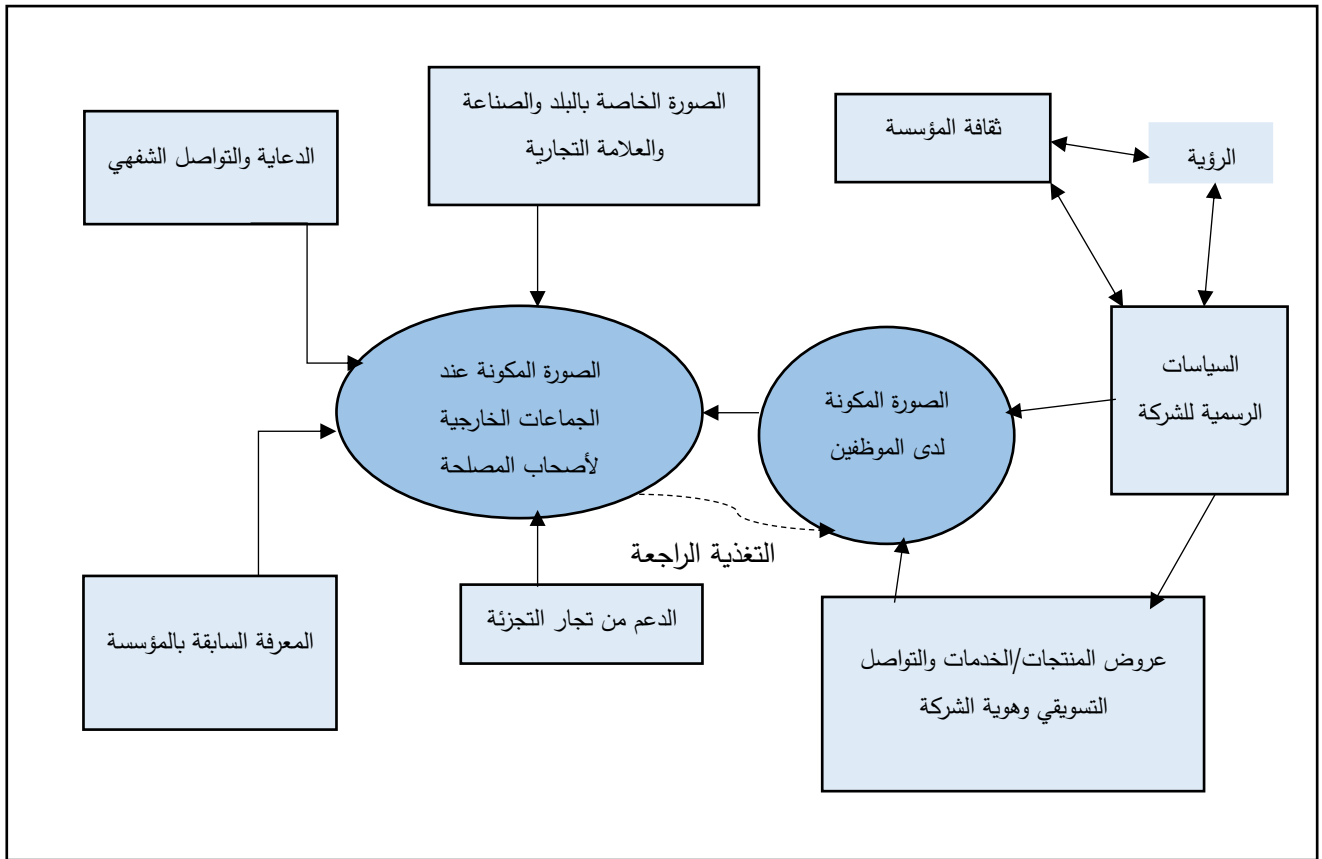 ثقافة المؤسسة
الرؤية
الصورة الخاصة بالبلد والصناعة
والعلامة التجارية
الدعاية والتواصل الشفهي
السياسات
الرسمية للشركة
الصورة المكونة
لدى الموظفين
الصورة المكونة عند
الجماعات الخارجية
لأصحاب المصلحة
التغذية الراجعة
عروض المنتجات/الخدمات والتواصل
التسويقي وهوية الشركة
الدعم من تجار التجزئة
المعرفة السابقة بالمؤسسة